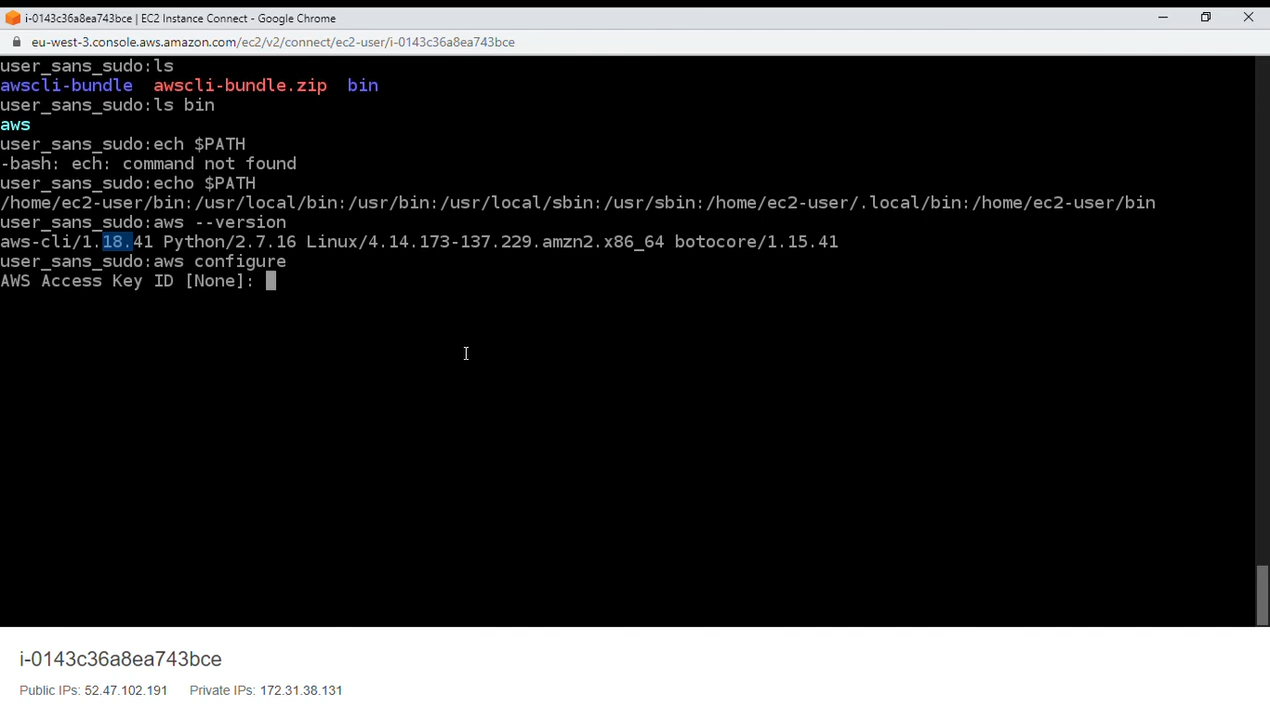 i-0143c36a8ea743bce | EC2 Instance Connect - Google Chrome
eu-west-3.console.aws.amazon.com/ec2/v2/connect/ec2-user/i-0143c36a8ea743bce
user_sans_sudo:ls
awscli-bundle  awscli-bundle.zip  bin
user_sans_sudo:ls bin
aws
user_sans_sudo:ech $PATH
-bash: ech: command not found
user_sans_sudo:echo $PATH
/home/ec2-user/bin:/usr/local/bin:/usr/bin:/usr/local/sbin:/usr/sbin:/home/ec2-user/.local/bin:/home/ec2-user/bin
user_sans_sudo:aws --version
aws-cli/1.18.41 Python/2.7.16 Linux/4.14.173-137.229.amzn2.x86_64 botocore/1.15.41
user_sans_sudo:aws configure
AWS Access Key ID [None]:
i-0143c36a8ea743bce
Public IPs: 52.47.102.191 Private IPs: 172.31.38.131